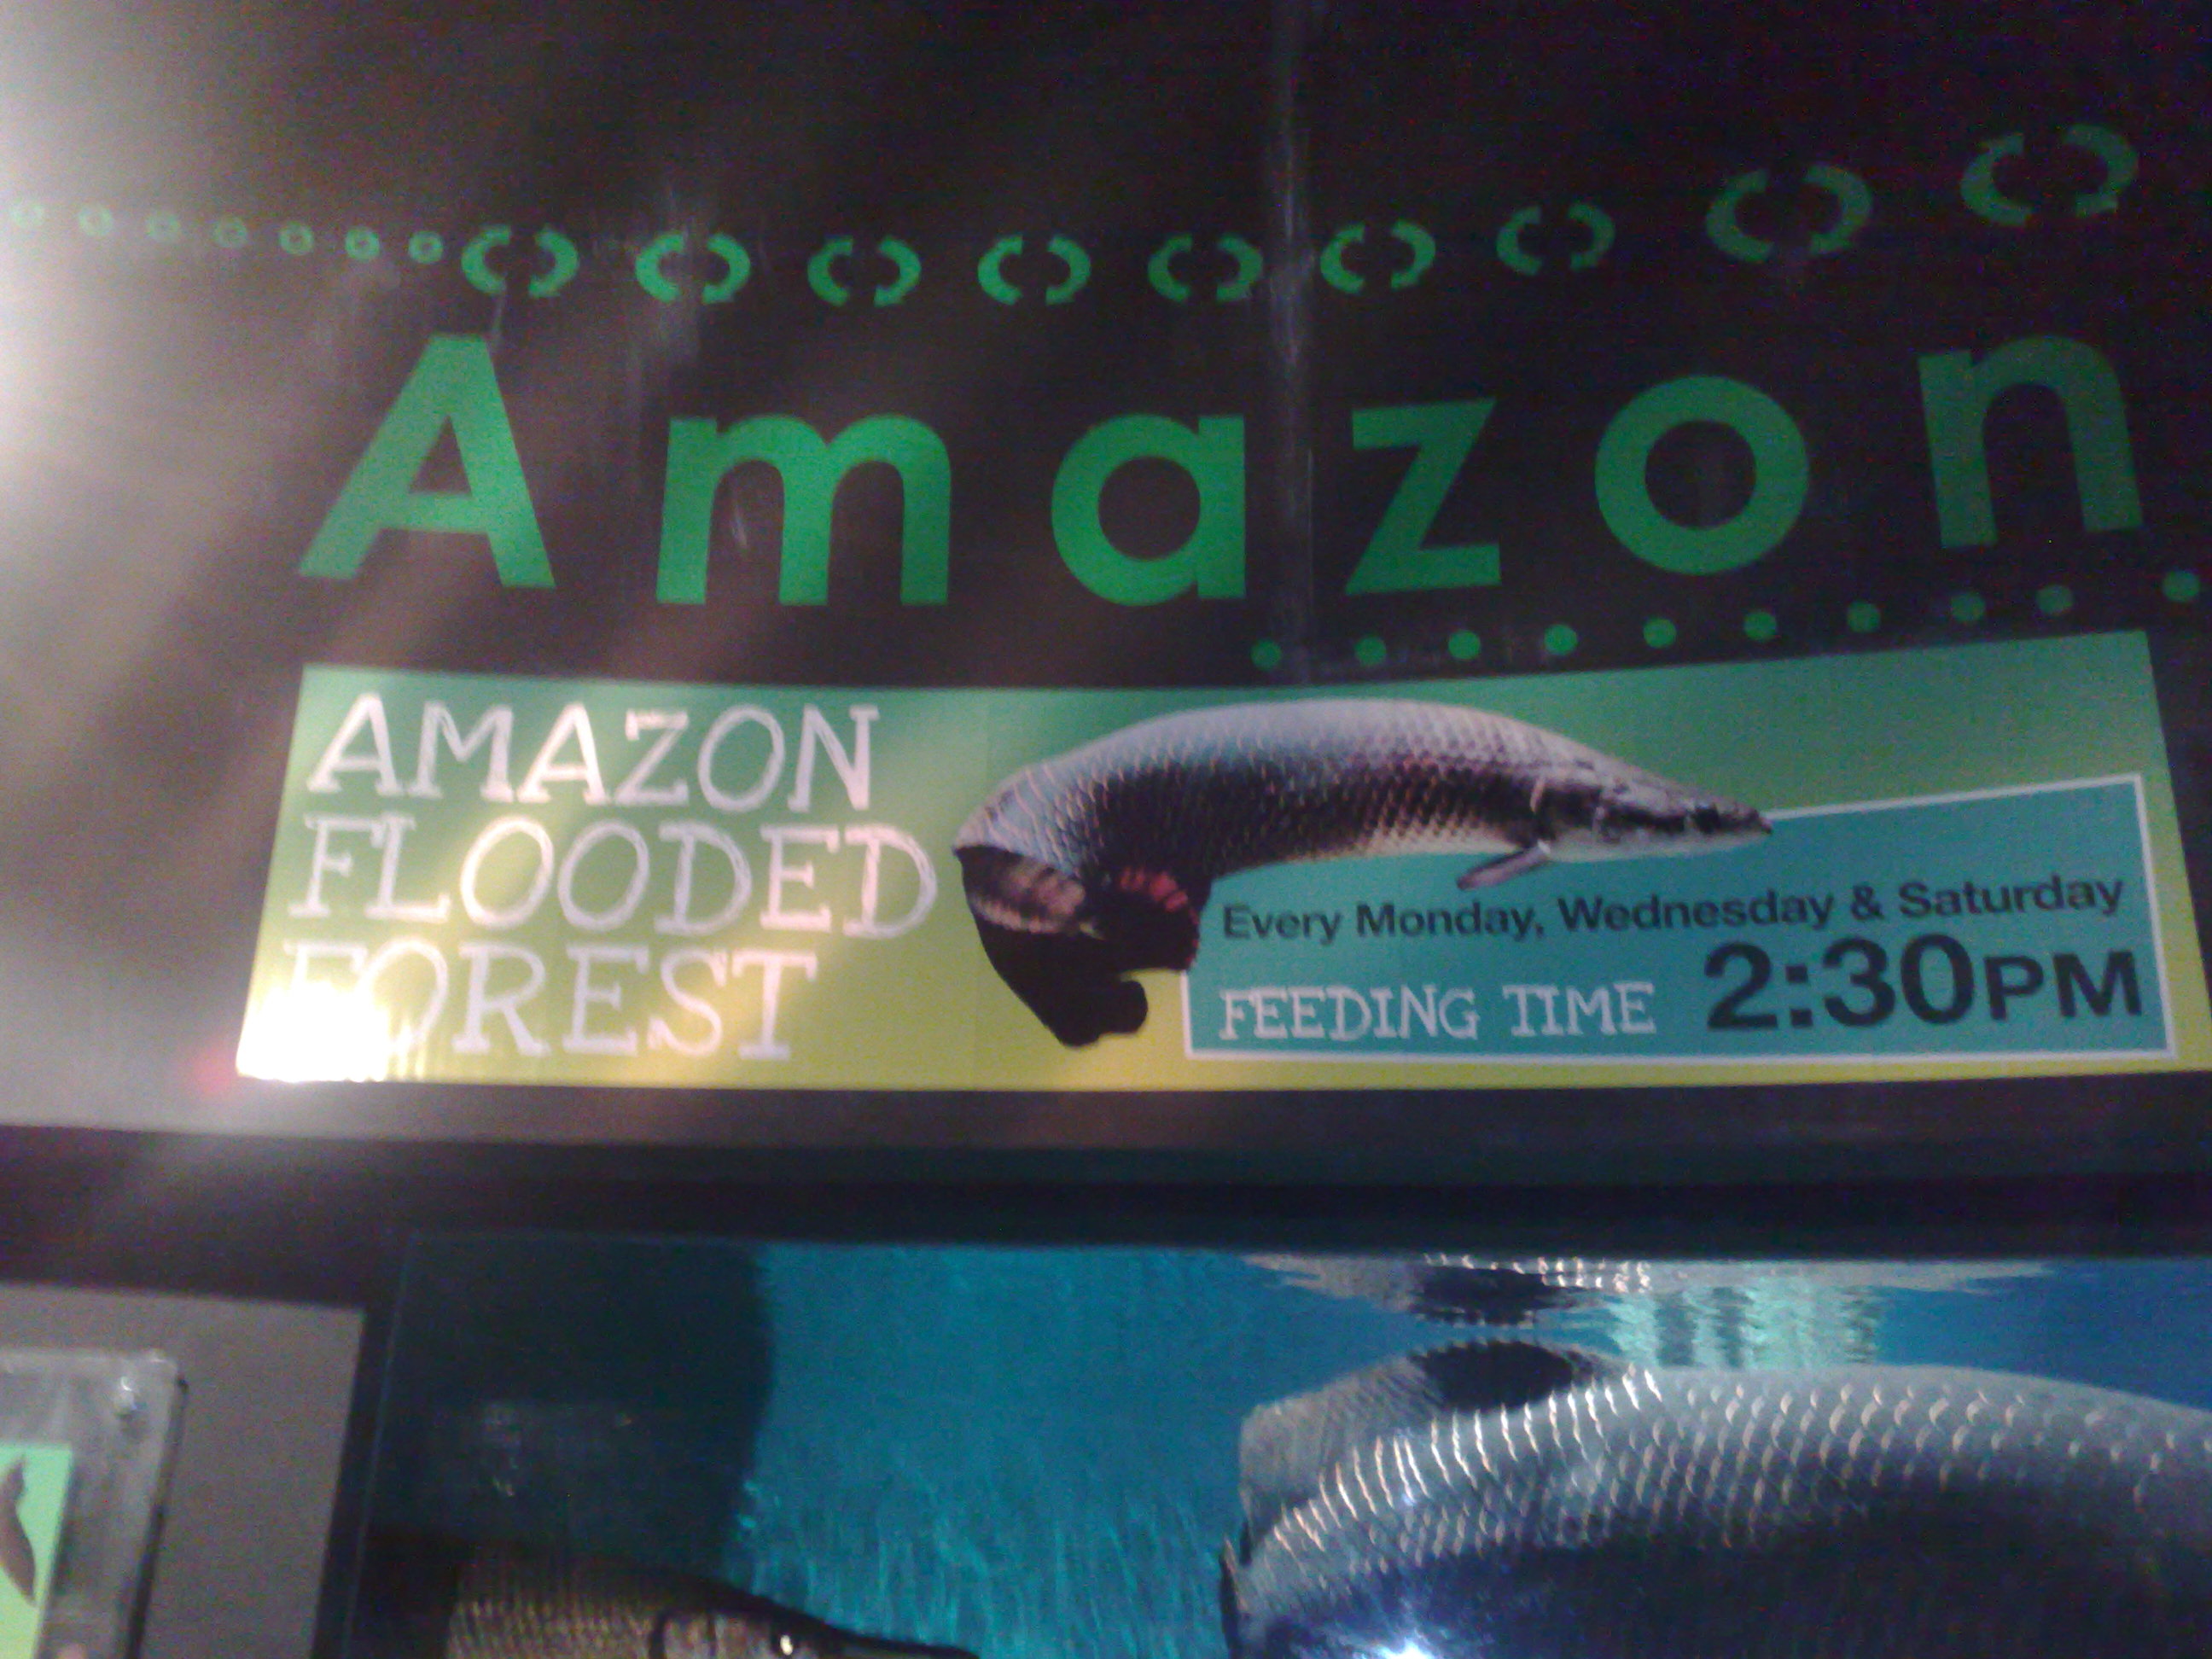 Amazon
AMAZON
FLOODED
FOREST
Every Monday, Wednesday & Saturday
FEEDING TIME 2:30PM